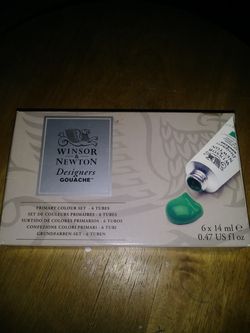 WINSOR
&
NEWTON
Designers
GOUACHE™
PRIMARY COLOUR SET - 6 TUBES
SET DE COULEURS PRIMAIRES - 6 TUBES
SURTIDO DE COLORES PRIMARIOS - 6 TUBOS
CONFEZIONE COLORI PRIMARI - 6 TUBI
GRUNDFARBEN-SET - 6 TUBEN
6 x 14 ml e
0.47 US fl oz